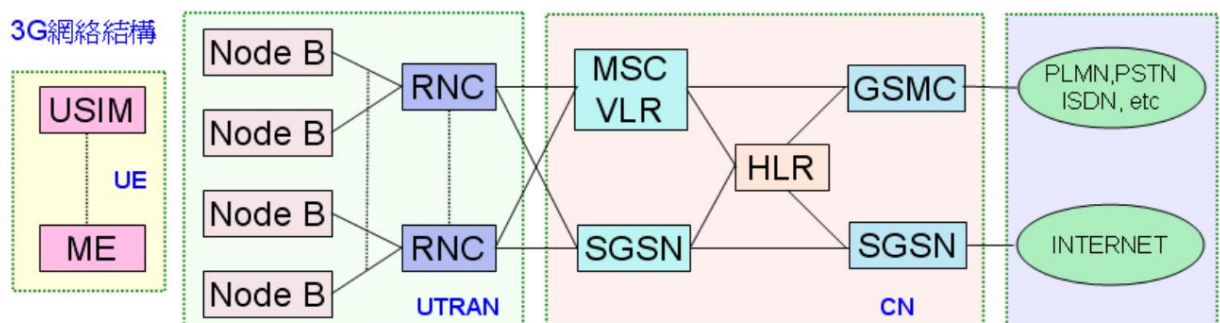 3G網絡結構
USIM
UE
ME
Node B
Node B
Node B
Node B
RNC
RNC
UTRAN
MSC
VLR
SGSN
HLR
GSMC
SGSN
CN
PLMN,PSTN
ISDN, etc
INTERNET